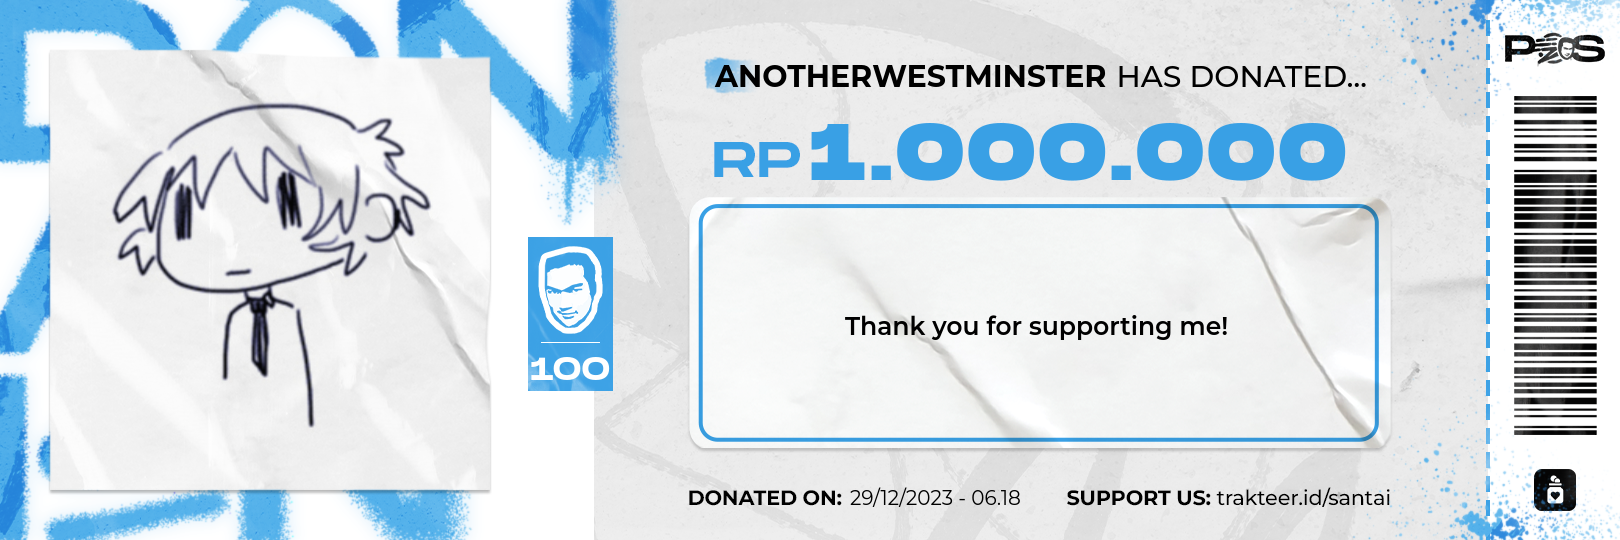 ANOTHERWESTMINSTER HAS DONATED...
RP 1.000.000
Thank you for supporting me!
100
DONATED ON: 29/12/2023 - 06.18 SUPPORT US: trakteer.id/santai